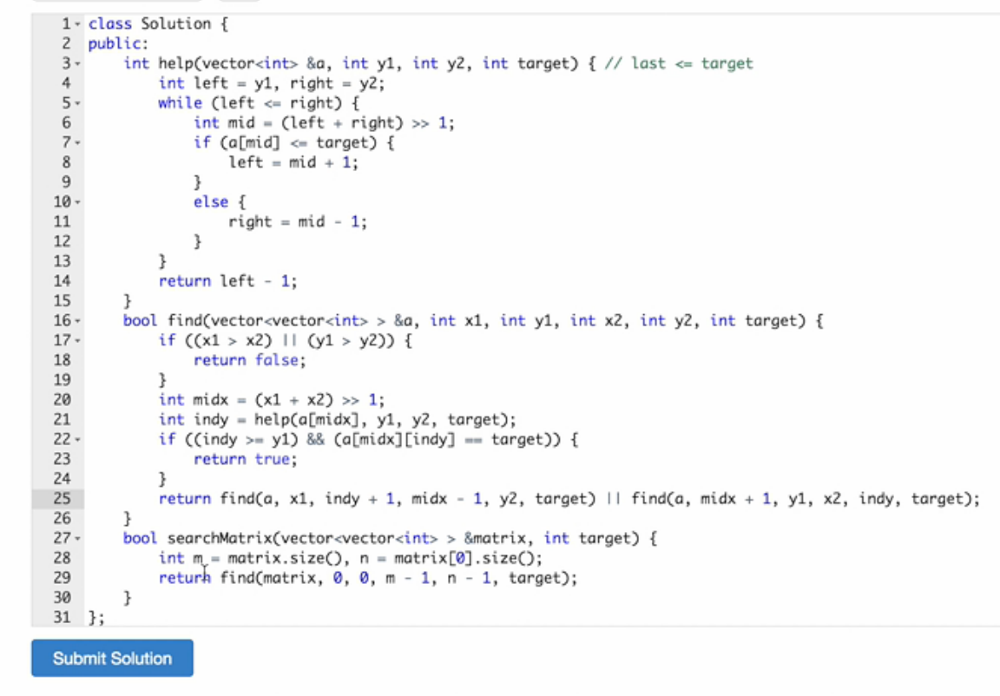 1 class Solution {
2 public:
3 int help(vector<int> &a, int y1, int y2, int target) { // last <= target
4 int left = y1, right = y2;
5 while (left <= right) {
6 int mid = (left + right) >> 1;
7 if (a[mid] <= target) {
8 left = mid + 1;
9 }
10 else {
11 right = mid - 1;
12 }
13 }
14 return left - 1;
15 }
16 bool find(vector<vector<int> > &a, int x1, int y1, int x2, int y2, int target) {
17 if ((x1 > x2) || (y1 > y2)) {
18 return false;
19 }
20 int midx = (x1 + x2) >> 1;
21 int indy = help(a[midx], y1, y2, target);
22 if ((indy >= y1) && (a[midx][indy] == target)) {
23 return true;
24 }
25 return find(a, x1, indy + 1, midx - 1, y2, target) || find(a, midx + 1, y1, x2, indy, target);
26 }
27 bool searchMatrix(vector<vector<int> > &matrix, int target) {
28 int m = matrix.size(), n = matrix[0].size();
29 return find(matrix, 0, 0, m - 1, n - 1, target);
30 }
31 };
Submit Solution